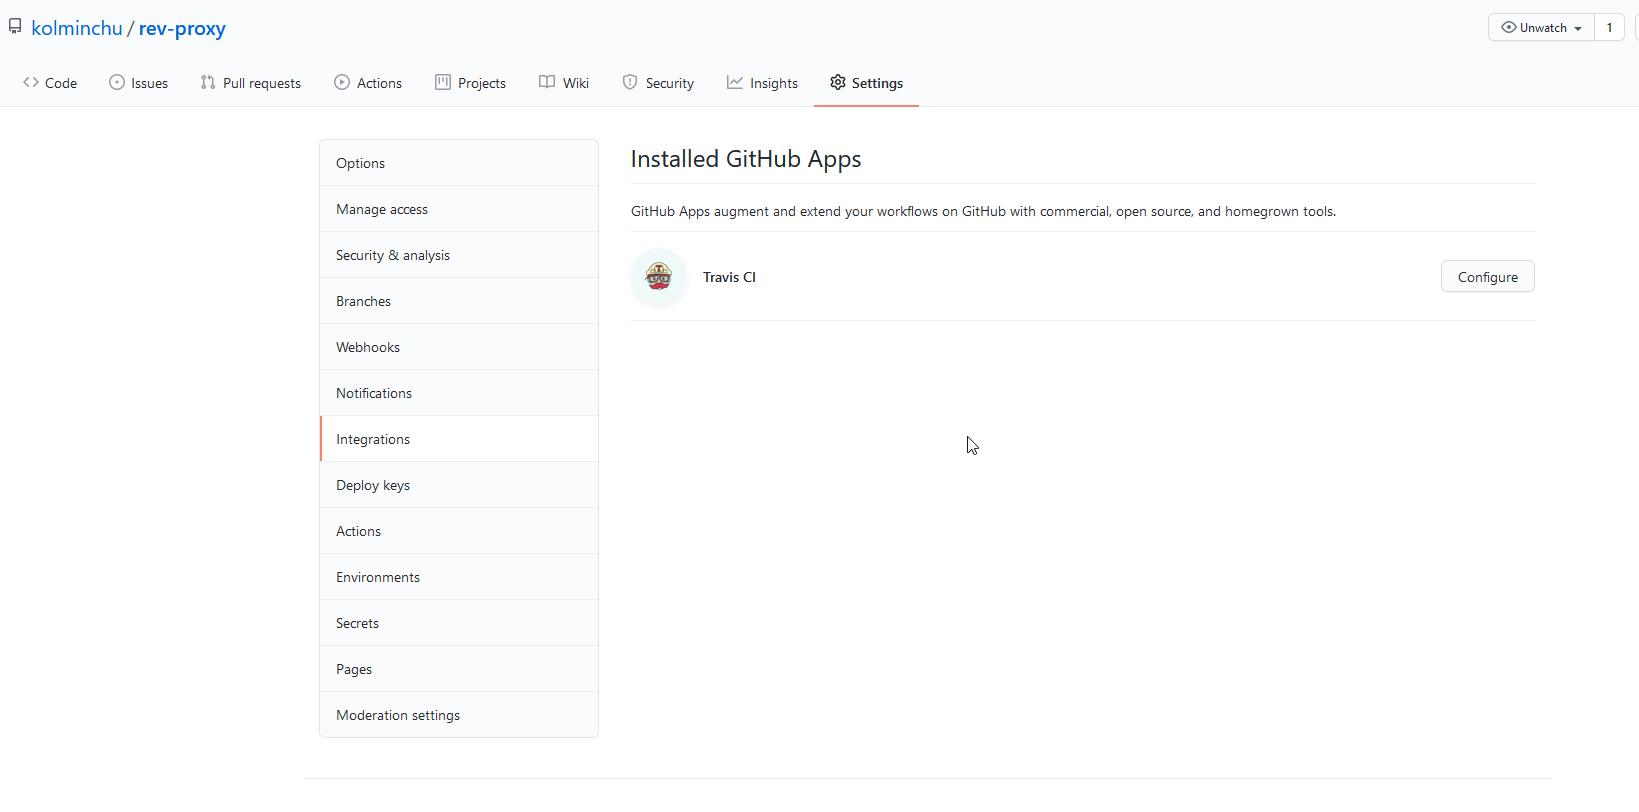 kolminchu / rev-proxy
Unwatch 1
Code Issues Pull requests Actions Projects Wiki Security Insights Settings
Options
Manage access
Security & analysis
Branches
Webhooks
Notifications
Integrations
Deploy keys
Actions
Environments
Secrets
Pages
Moderation settings
Installed GitHub Apps
GitHub Apps augment and extend your workflows on GitHub with commercial, open source, and homegrown tools.
Travis CI
Configure